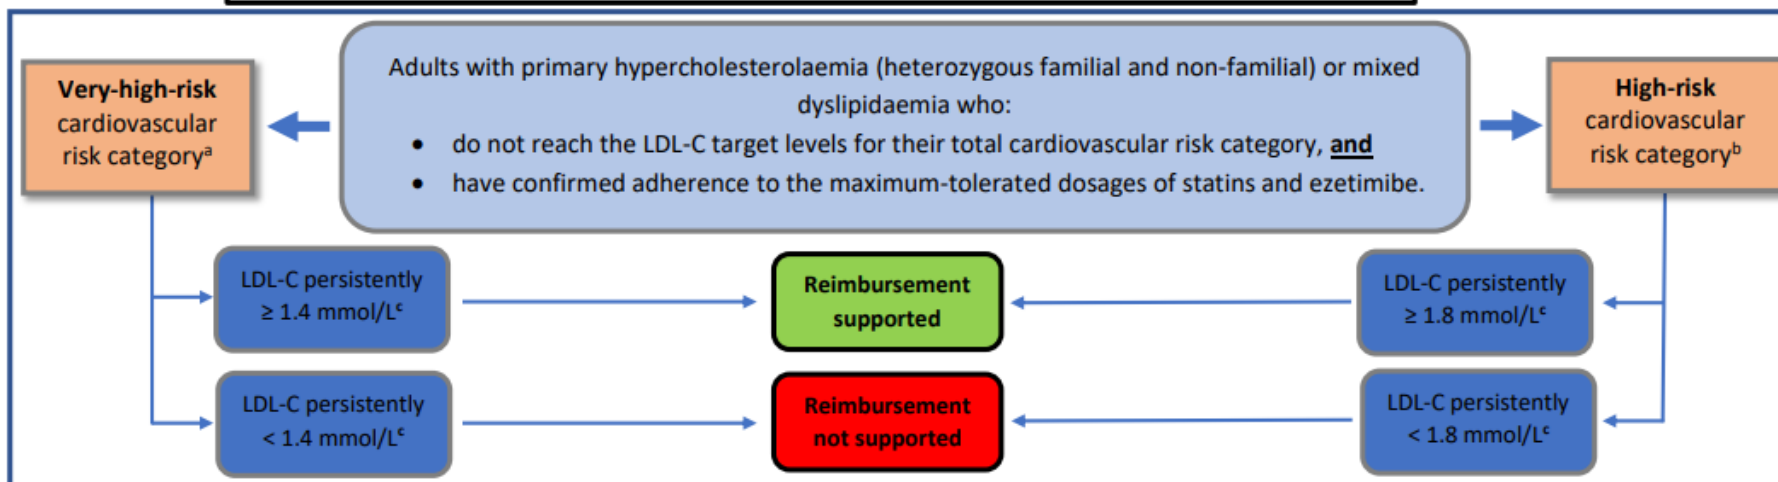 Adults with primary hypercholesterolaemia (heterozygous familial and non-familial) or mixed
dyslipidaemia who:
• do not reach the LDL-C target levels for their total cardiovascular risk category, and
• have confirmed adherence to the maximum-tolerated dosages of statins and ezetimibe.
Very-high-risk
cardiovascular
risk categoryᵃ
High-risk
cardiovascular
risk categoryᵇ
LDL-C persistently
≥ 1.4 mmol/Lᶜ
Reimbursement
supported
LDL-C persistently
≥ 1.8 mmol/Lᶜ
LDL-C persistently
< 1.4 mmol/Lᶜ
Reimbursement
not supported
LDL-C persistently
< 1.8 mmol/Lᶜ